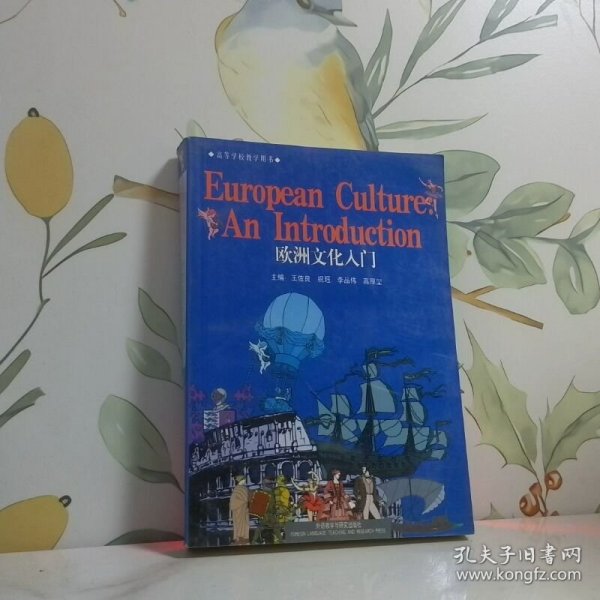 ◆高等学校教学用书◆
European Culture:
An Introduction
欧洲文化入门
主编 王佐良 祝珏 李品伟 高厚堃
外语教学与研究出版社
FOREIGN LANGUAGE TEACHING AND RESEARCH PRESS
孔夫子旧书网
www.kongfz.com